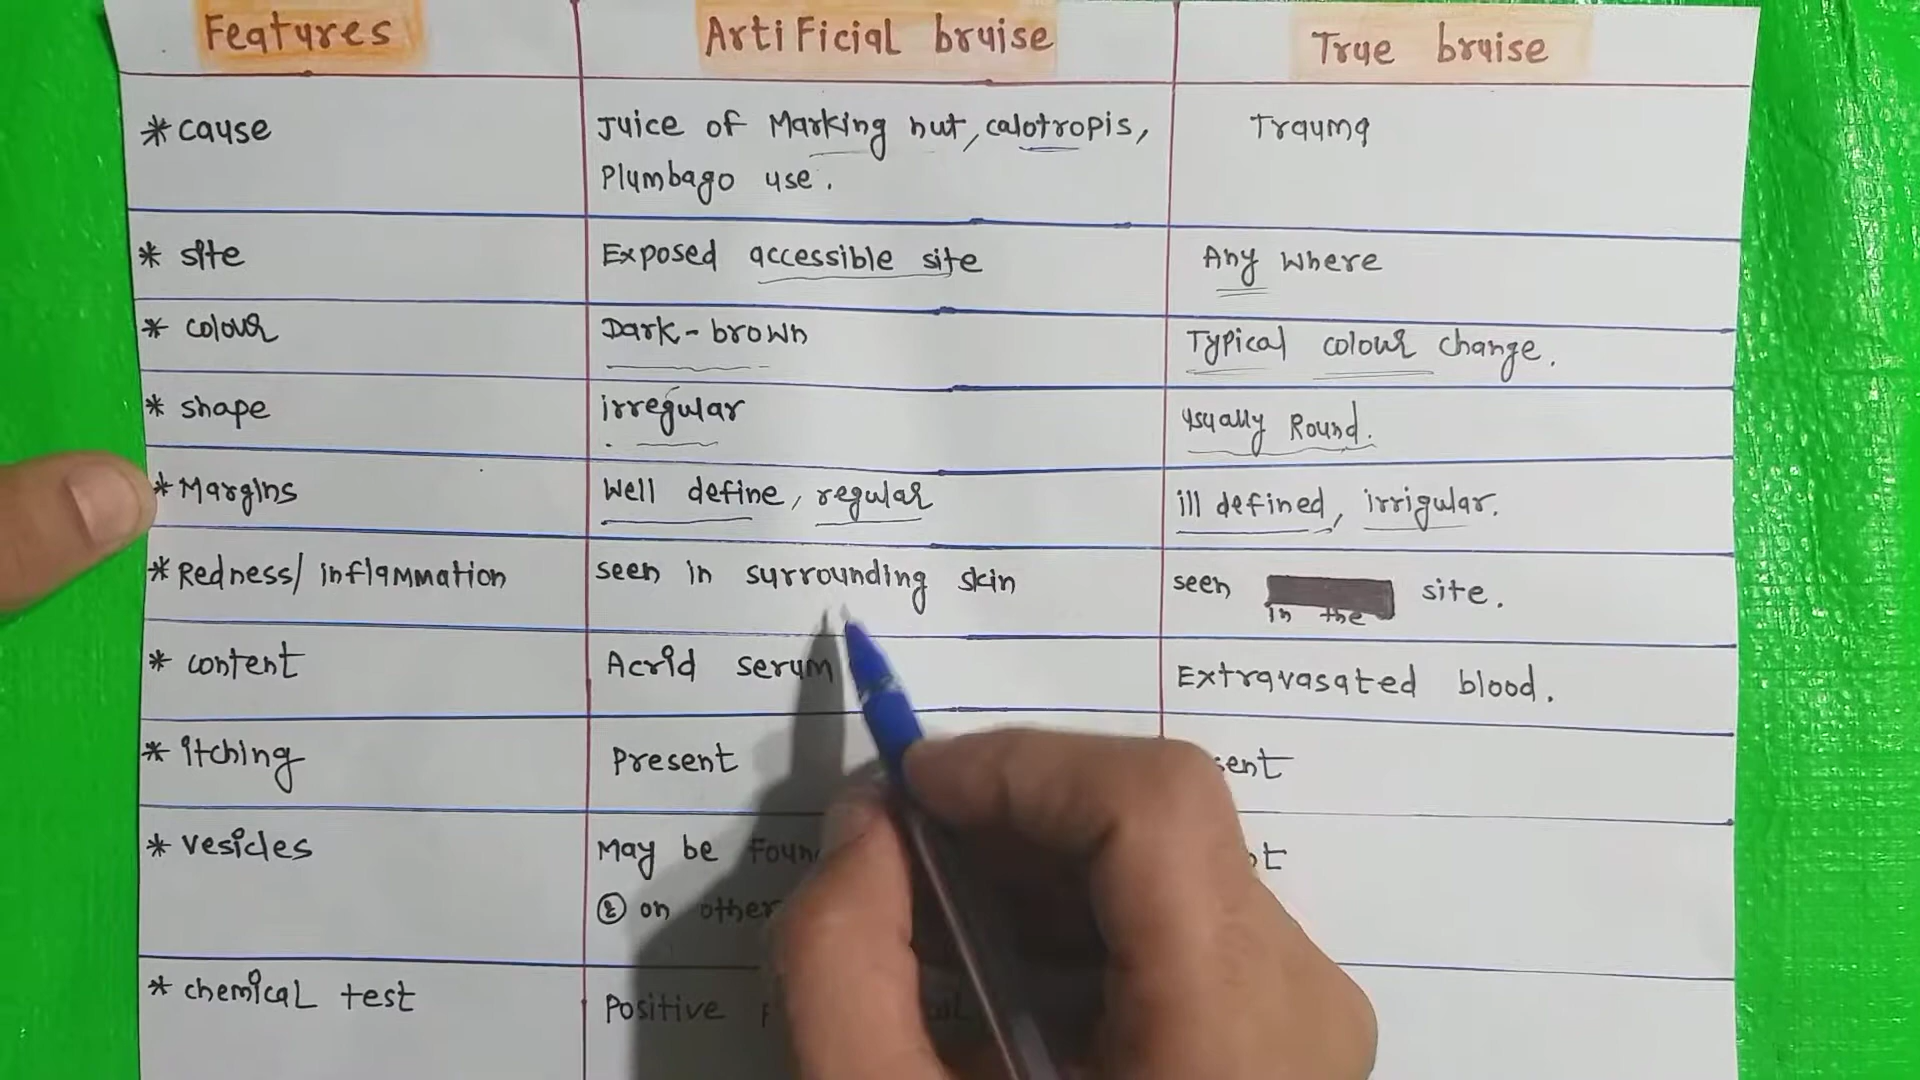 Features Artificial bruise True bruise
*cause Juice of Marking nut, calotropis, Trauma
Plumbago use.
* site Exposed accessible site Any where
* colour Dark-brown Typical colour change.
* shape irregular usually Round.
*Margins Well define, regular ill defined, irrigular.
*Redness/inflammation seen in surrounding skin seen in the site.
* content Acrid serum Extravasated blood.
* itching Present
* vesicles May be
on other
* chemical test Positive